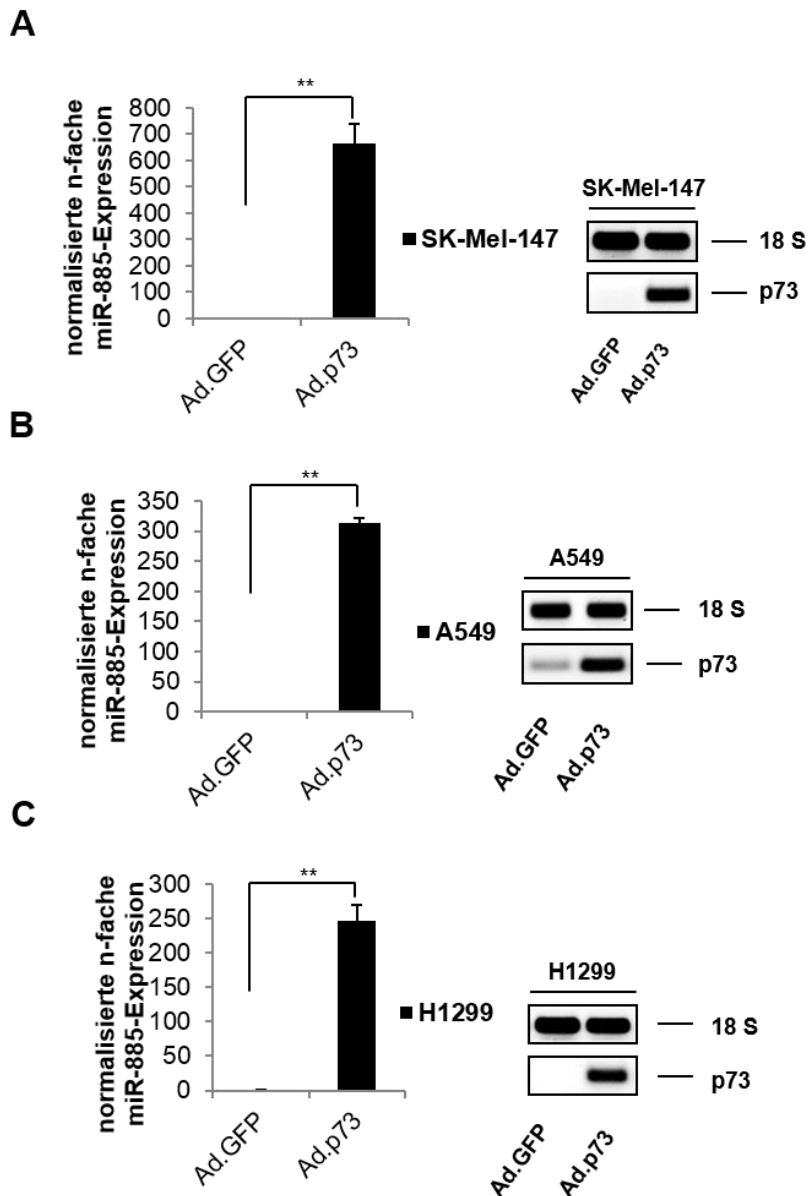 A
normalisierte n-fache
miR-885-Expression
800
700
600
500
400
300
200
100
0
**
Ad.GFP
Ad.p73
SK-Mel-147
SK-Mel-147
18 S
p73
Ad.GFP
Ad.p73
B
normalisierte n-fache
miR-885-Expression
350
300
250
200
150
100
50
0
**
Ad.GFP
Ad.p73
A549
A549
18 S
p73
Ad.GFP
Ad.p73
C
normalisierte n-fache
miR-885-Expression
300
250
200
150
100
50
0
**
Ad.GFP
Ad.p73
H1299
H1299
18 S
p73
Ad.GFP
Ad.p73